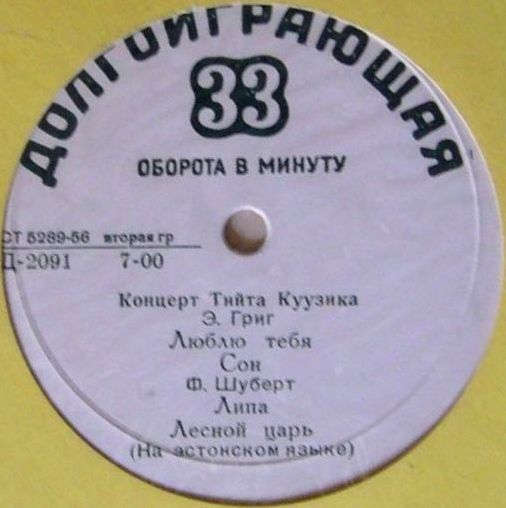 ДОЛГОИГРАЮЩАЯ
33
ОБОРОТА В МИНУТУ
СТ 5289-56 вторая гр
Д-2091 7-00
Концерт Тийта Куузика
Э. Григ
Люблю тебя
Сон
Ф. Шуберт
Липа
Лесной царь
(На эстонском языке)